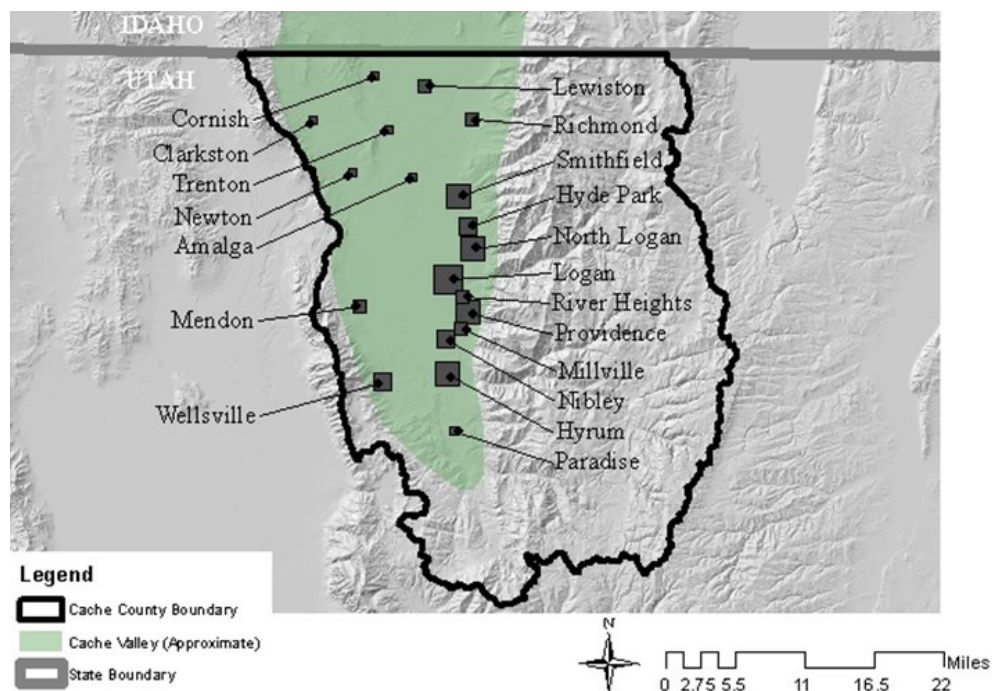 IDAHO
UTAH
Cornish
Clarkston
Trenton
Newton
Amalga
Mendon
Wellsville
Lewiston
Richmond
Smithfield
Hyde Park
North Logan
Logan
River Heights
Providence
Millville
Nibley
Hyrum
Paradise
Legend
Cache County Boundary
Cache Valley (Approximate)
State Boundary
N
Miles
0 2.75 5.5 11 16.5 22